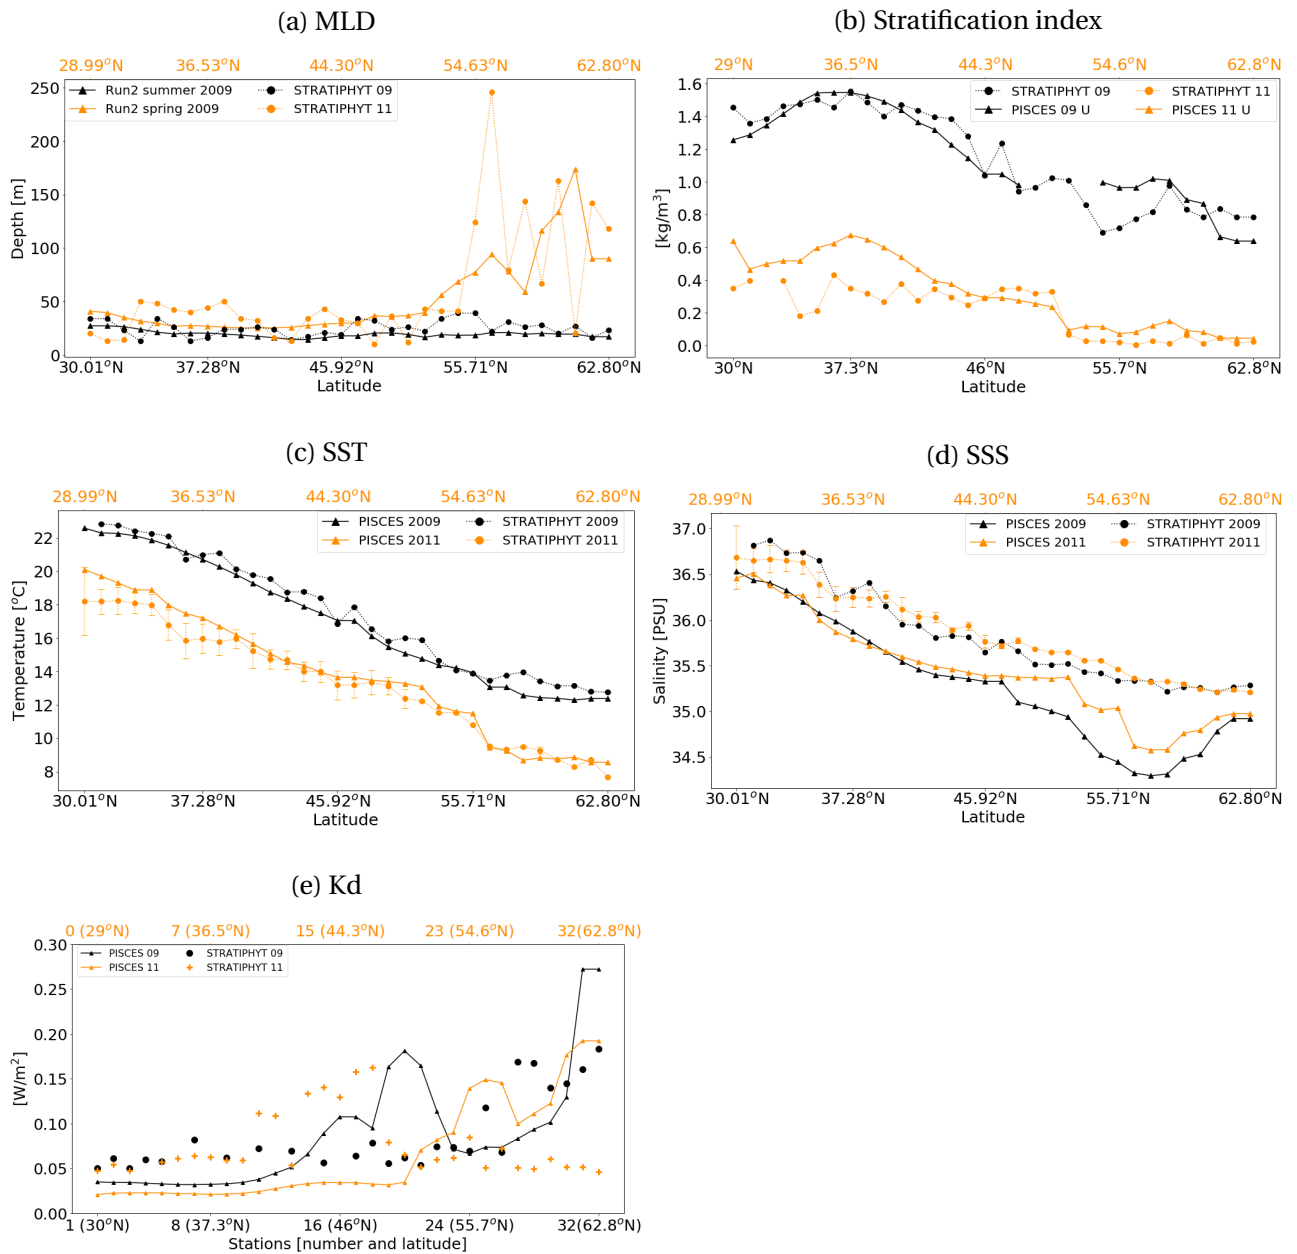 (a) MLD
28.99°N 36.53°N 44.30°N 54.63°N 62.80°N
Run2 summer 2009 STRATIPHYT 09
Run2 spring 2009 STRATIPHYT 11
250
200
150
100
50
0
Depth [m]
30.01°N 37.28°N 45.92°N 55.71°N 62.80°N
Latitude
(b) Stratification index
29°N 36.5°N 44.3°N 54.6°N 62.8°N
STRATIPHYT 09 STRATIPHYT 11
PISCES 09 U PISCES 11 U
1.6
1.4
1.2
1.0
0.8
0.6
0.4
0.2
0.0
[kg/m³]
30°N 37.3°N 46°N 55.7°N 62.8°N
Latitude
(c) SST
28.99°N 36.53°N 44.30°N 54.63°N 62.80°N
PISCES 2009 STRATIPHYT 2009
PISCES 2011 STRATIPHYT 2011
22
20
18
16
14
12
10
8
Temperature [°C]
30.01°N 37.28°N 45.92°N 55.71°N 62.80°N
Latitude
(d) SSS
28.99°N 36.53°N 44.30°N 54.63°N 62.80°N
PISCES 2009 STRATIPHYT 2009
PISCES 2011 STRATIPHYT 2011
37.0
36.5
36.0
35.5
35.0
34.5
Salinity [PSU]
30.01°N 37.28°N 45.92°N 55.71°N 62.80°N
Latitude
(e) Kd
0 (29°N) 7 (36.5°N) 15 (44.3°N) 23 (54.6°N) 32(62.8°N)
PISCES 09 STRATIPHYT 09
PISCES 11 STRATIPHYT 11
0.30
0.25
0.20
0.15
0.10
0.05
0.00
[W/m²]
1 (30°N) 8 (37.3°N) 16 (46°N) 24 (55.7°N) 32(62.8°N)
Stations [number and latitude]